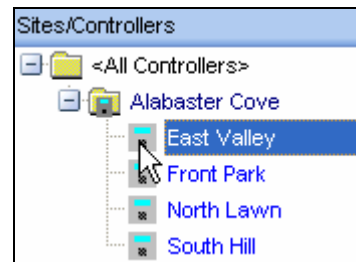 Sites/Controllers
<All Controllers>
Alabaster Cove
East Valley
Front Park
North Lawn
South Hill